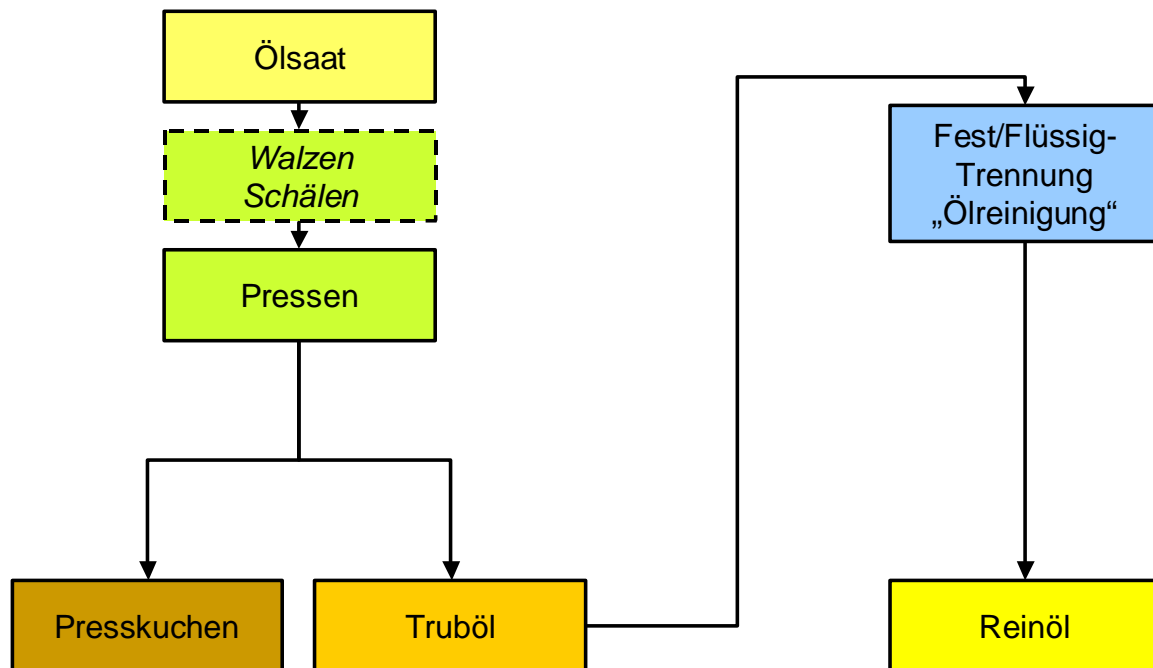 Ölsaat
Walzen
Schälen
Pressen
Presskuchen
Truböl
Fest/Flüssig-
Trennung
„Ölreinigung“
Reinöl